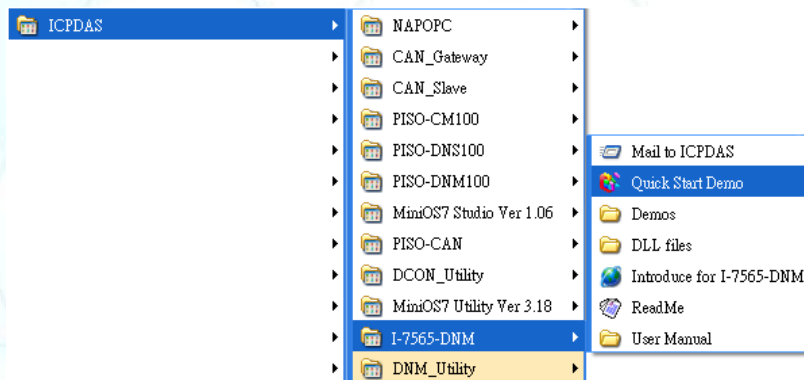 ICPDAS
NAPOPC
CAN_Gateway
CAN_Slave
PISO-CM100
PISO-DNS100
PISO-DNM100
MiniOS7 Studio Ver 1.06
PISO-CAN
DCON_Utility
MiniOS7 Utility Ver 3.18
I-7565-DNM
DNM_Utility
Mail to ICPDAS
Quick Start Demo
Demos
DLL files
Introduce for I-7565-DNM
ReadMe
User Manual